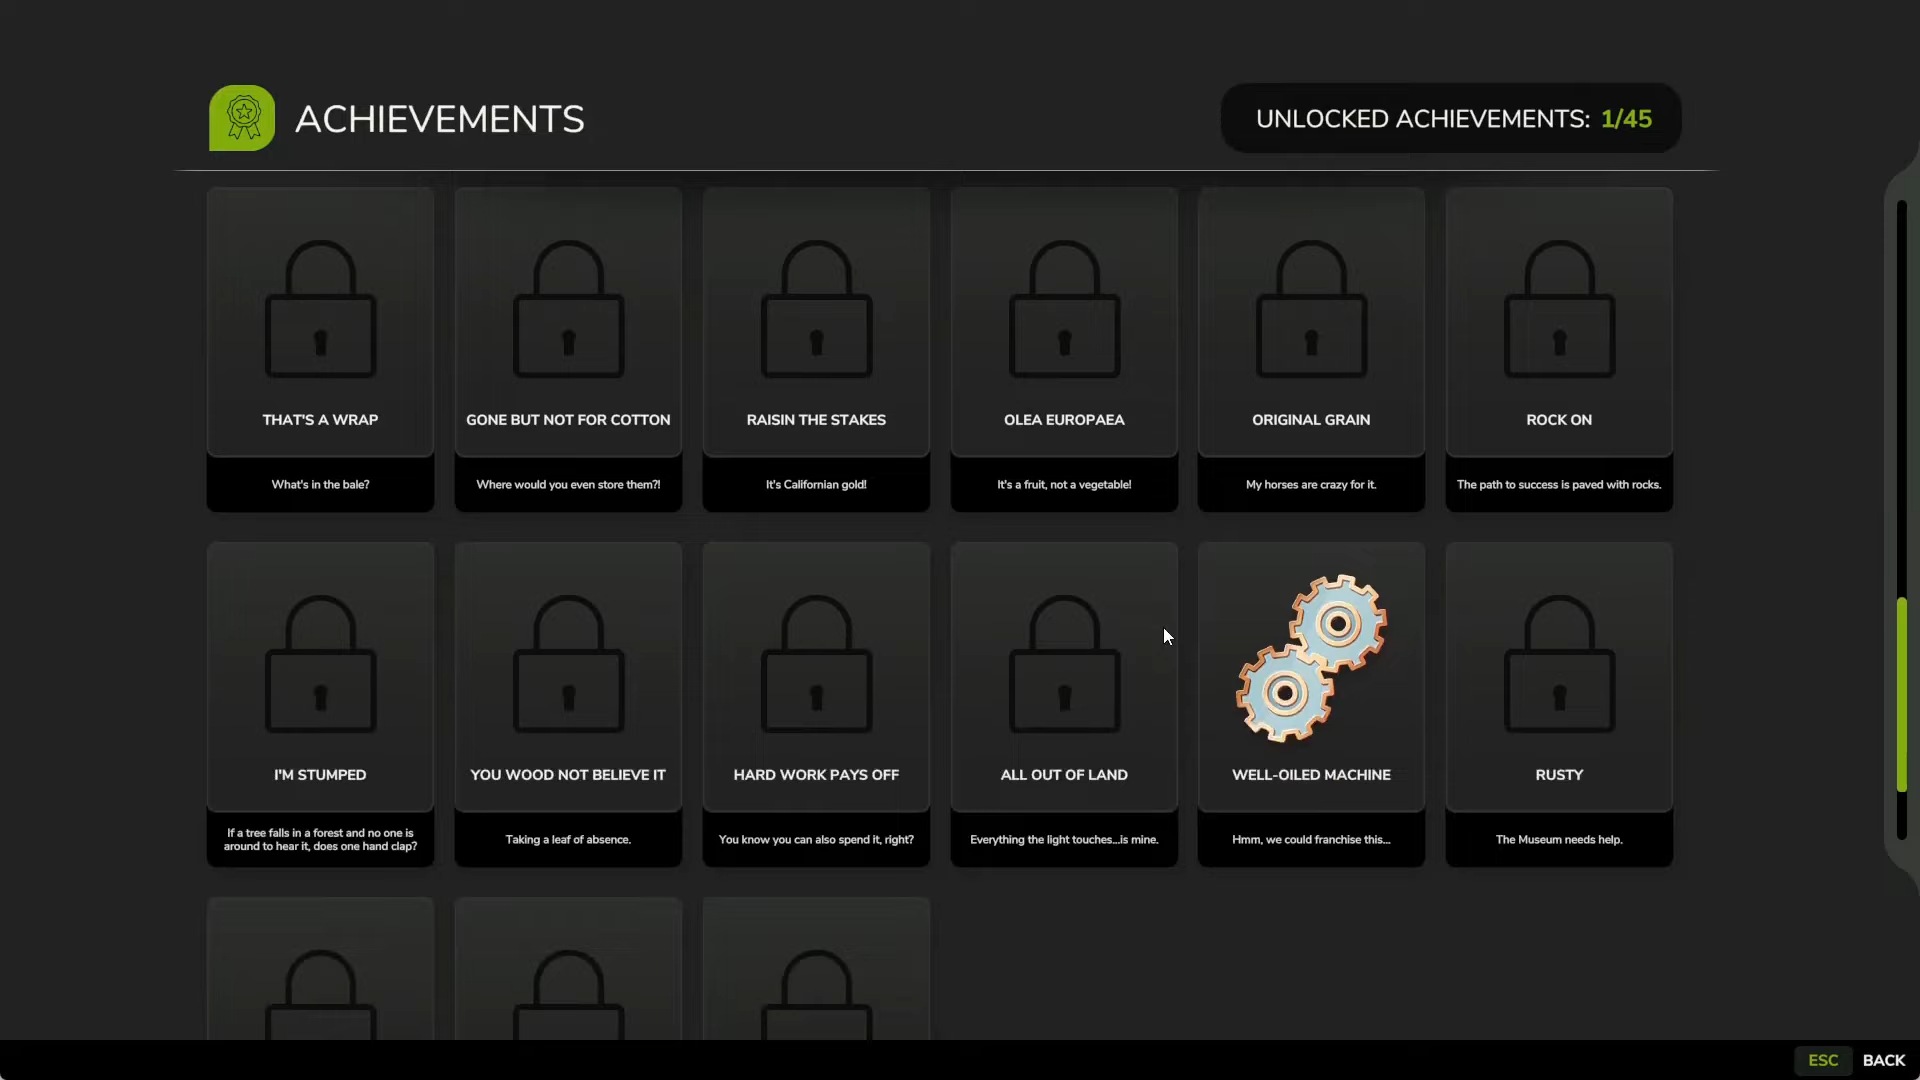 ACHIEVEMENTS
UNLOCKED ACHIEVEMENTS: 1/45
THAT'S A WRAP
What's in the bale?
GONE BUT NOT FOR COTTON
Where would you even store them?!
RAISIN THE STAKES
It's Californian gold!
OLEA EUROPAEA
It's a fruit, not a vegetable!
ORIGINAL GRAIN
My horses are crazy for it.
ROCK ON
The path to success is paved with rocks.
I'M STUMPED
If a tree falls in a forest and no one is
around to hear it, does one hand clap?
YOU WOOD NOT BELIEVE IT
Taking a leaf of absence.
HARD WORK PAYS OFF
You know you can also spend it, right?
ALL OUT OF LAND
Everything the light touches...is mine.
WELL-OILED MACHINE
Hmm, we could franchise this...
RUSTY
The Museum needs help.
ESC BACK